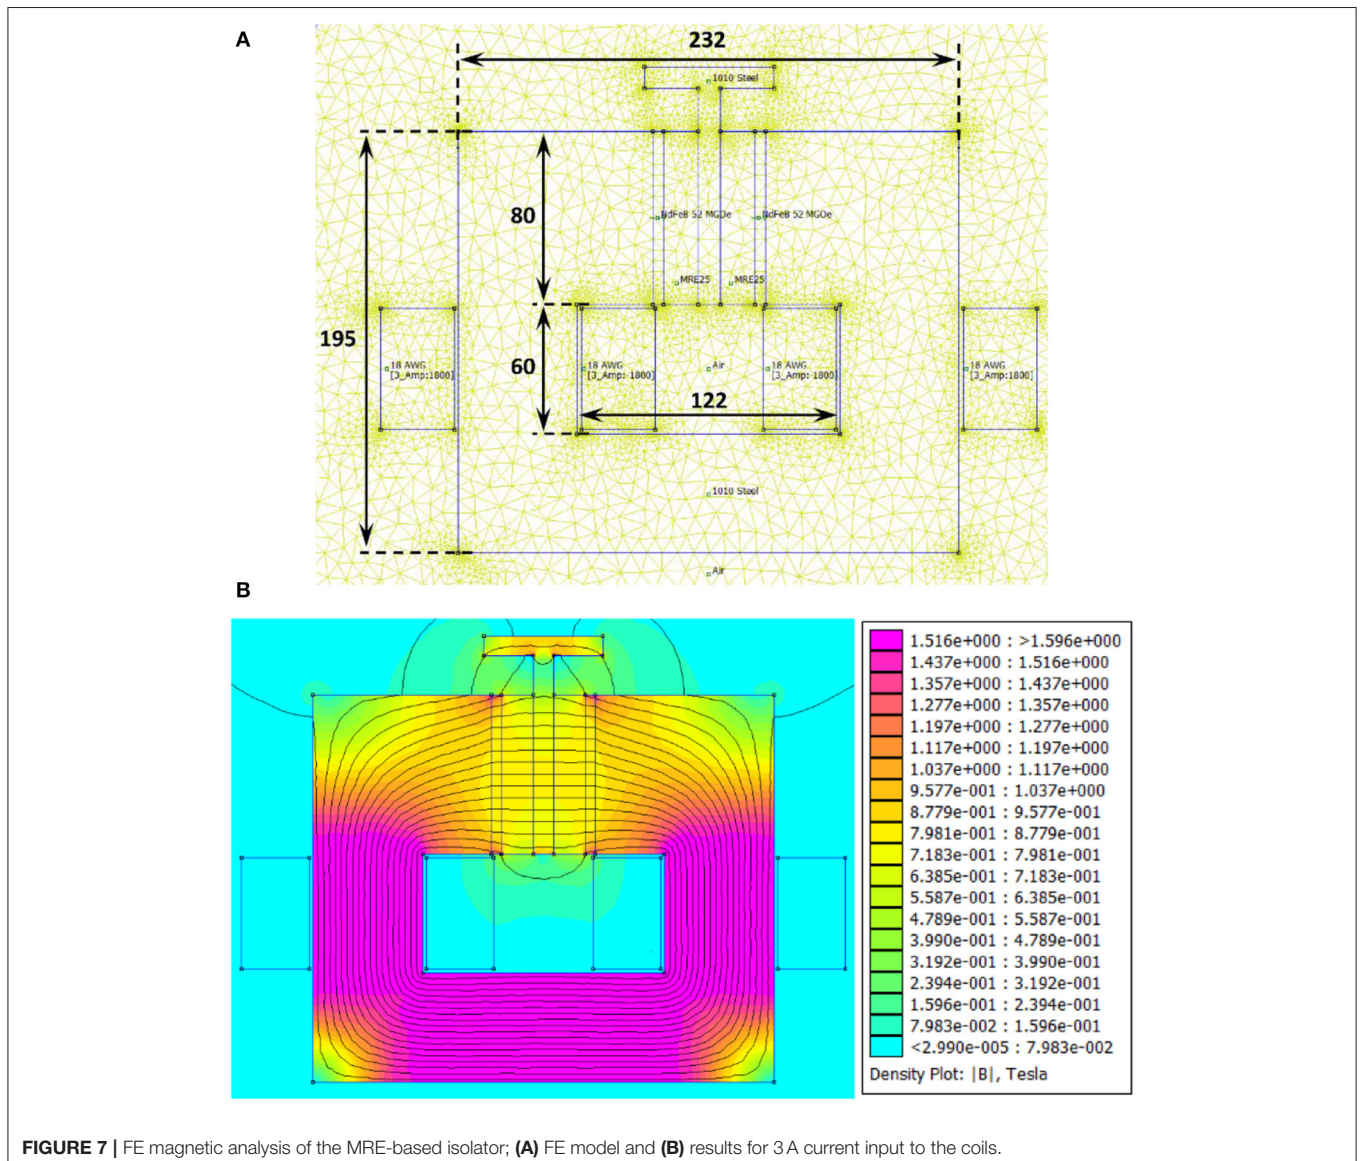 A
232
1010 Steel
80
NdFeB 52 MGOe
NdFeB 52 MGOe
MRE25
MRE25
195
60
18 AWG
[3_Amp:1800]
18 AWG
[3_Amp:-1800]
Air
18 AWG
[3_Amp:-1800]
18 AWG
[3_Amp:1800]
122
1010 Steel
Air
B
1.516e+000 : >1.596e+000
1.437e+000 : 1.516e+000
1.357e+000 : 1.437e+000
1.277e+000 : 1.357e+000
1.197e+000 : 1.277e+000
1.117e+000 : 1.197e+000
1.037e+000 : 1.117e+000
9.577e-001 : 1.037e+000
8.779e-001 : 9.577e-001
7.981e-001 : 8.779e-001
7.183e-001 : 7.981e-001
6.385e-001 : 7.183e-001
5.587e-001 : 6.385e-001
4.789e-001 : 5.587e-001
3.990e-001 : 4.789e-001
3.192e-001 : 3.990e-001
2.394e-001 : 3.192e-001
1.596e-001 : 2.394e-001
7.983e-002 : 1.596e-001
<2.990e-005 : 7.983e-002
Density Plot: |B|, Tesla
FIGURE 7 | FE magnetic analysis of the MRE-based isolator; (A) FE model and (B) results for 3 A current input to the coils.